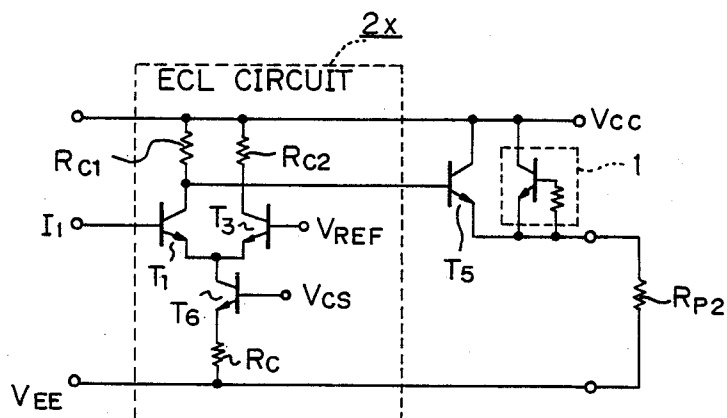 2x
ECL CIRCUIT
VCC
RC1
RC2
1
I1
T3
VREF
T1
T5
T6
VCS
RP2
RC
VEE